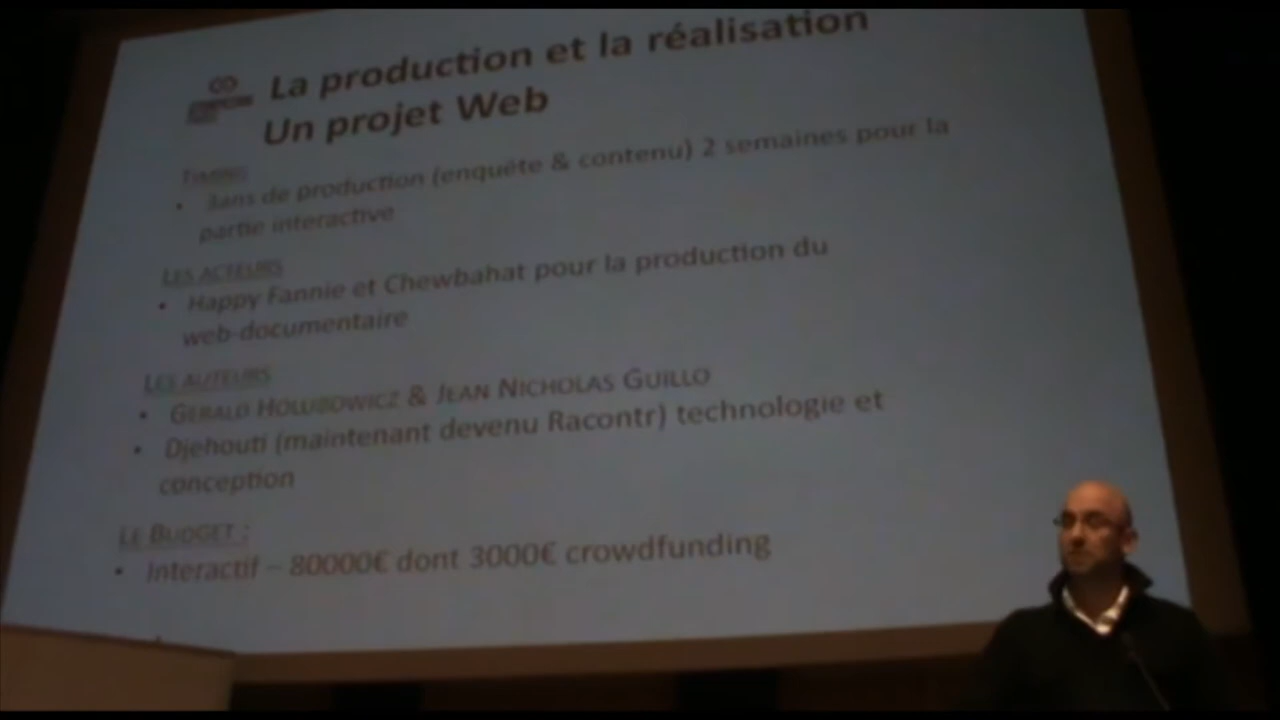 La production et la réalisation
Un projet Web
TIMING
• 3ans de production (enquête & contenu) 2 semaines pour la
partie interactive
LES ACTEURS
• Happy Fannie et Chewbahat pour la production du
web-documentaire
LES AUTEURS
• GERALD HOLUBOWICZ & JEAN NICHOLAS GUILLO
• Djehouti (maintenant devenu Racontr) technologie et
conception
LE BUDGET :
• Interactif – 80000€ dont 3000€ crowdfunding